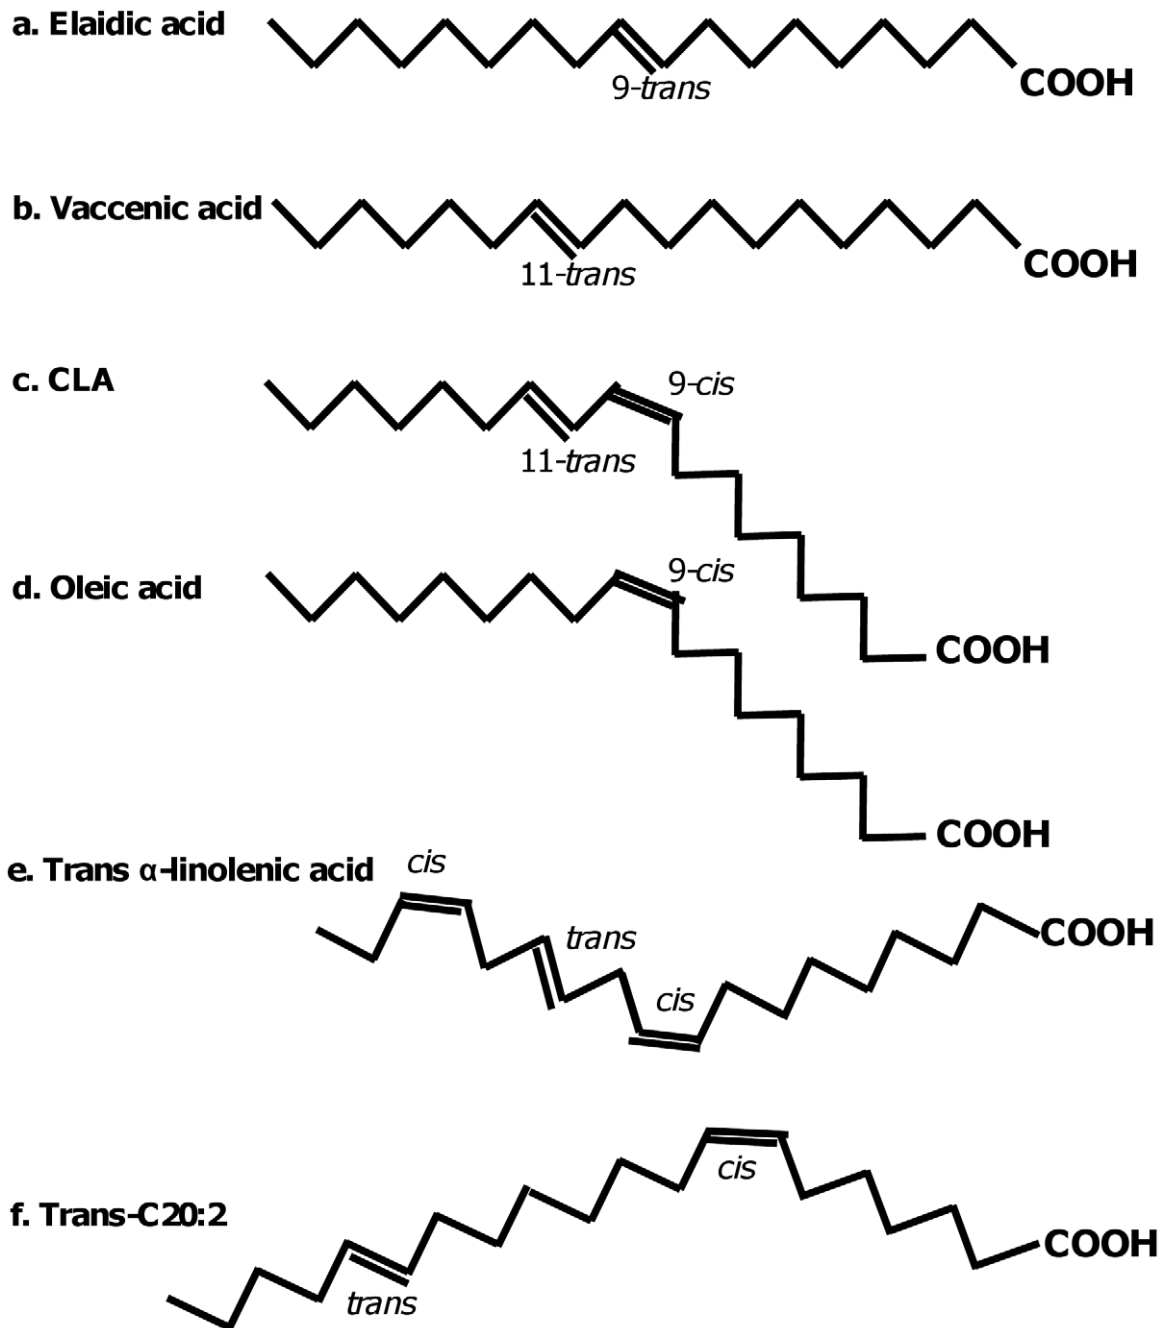 a. Elaidic acid
9-trans
COOH
b. Vaccenic acid
11-trans
COOH
c. CLA
9-cis
11-trans
COOH
d. Oleic acid
9-cis
COOH
e. Trans α-linolenic acid
cis
trans
cis
COOH
f. Trans-C20:2
cis
trans
COOH